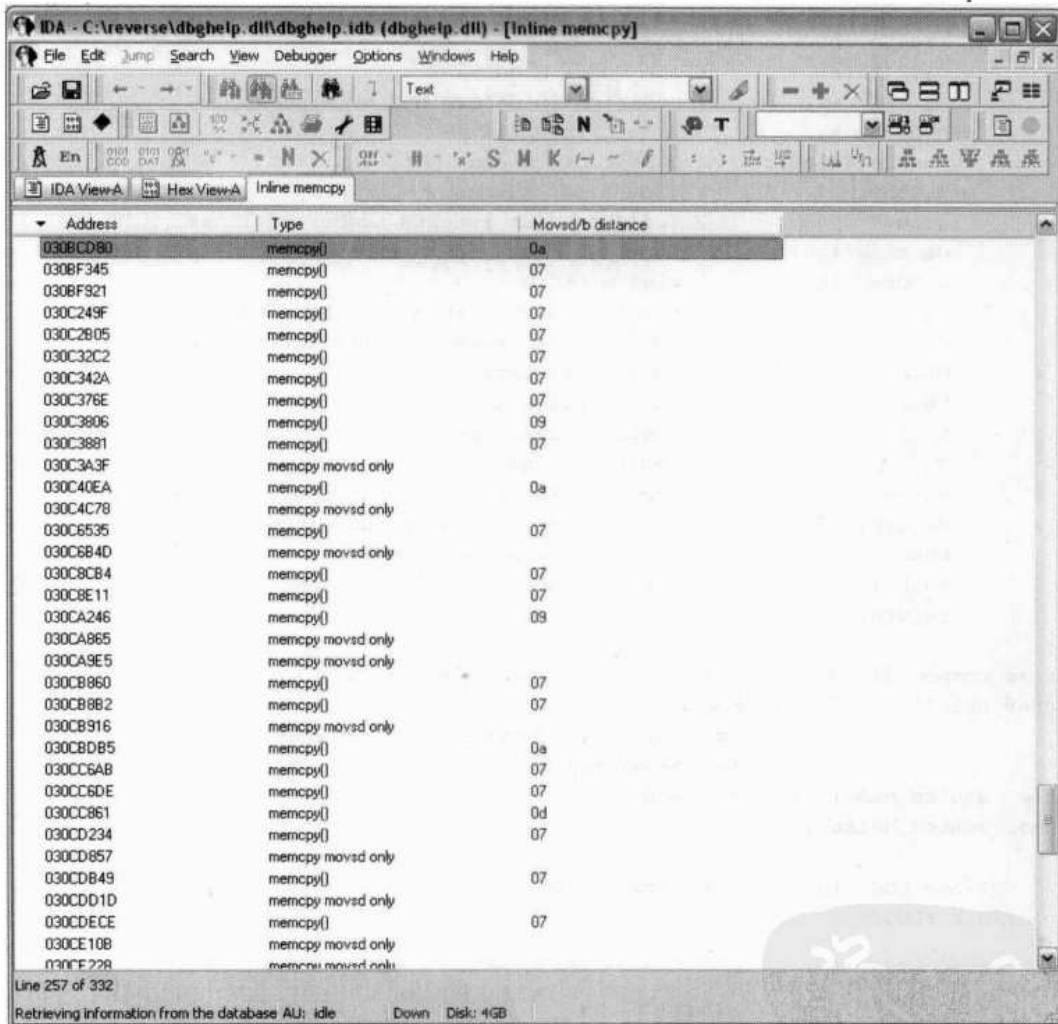 IDA - C:\reverse\dbghelp.dll\dbghelp.idb (dbghelp.dll) - [Inline memcpy]
File Edit Jump Search View Debugger Options Windows Help
Text
En
IDA View-A Hex View-A Inline memcpy
Address Type Movsd/b distance
030BCD80 memcpy() 0a
030BF345 memcpy() 07
030BF921 memcpy() 07
030C249F memcpy() 07
030C2B05 memcpy() 07
030C32C2 memcpy() 07
030C342A memcpy() 07
030C376E memcpy() 07
030C3806 memcpy() 09
030C3881 memcpy() 07
030C3A3F memcpy movsd only
030C40EA memcpy() 0a
030C4C78 memcpy movsd only
030C6535 memcpy() 07
030C6B4D memcpy movsd only
030C8CB4 memcpy() 07
030C8E11 memcpy() 07
030CA246 memcpy() 09
030CA865 memcpy movsd only
030CA9E5 memcpy movsd only
030CB860 memcpy() 07
030CB8B2 memcpy() 07
030CB916 memcpy movsd only
030CBDB5 memcpy() 0a
030CC6AB memcpy() 07
030CC6DE memcpy() 07
030CC861 memcpy() 0d
030CD234 memcpy() 07
030CD857 memcpy movsd only
030CDB49 memcpy() 07
030CDD1D memcpy movsd only
030CDECE memcpy() 07
030CE10B memcpy movsd only
030CE228 memcpy movsd only
Line 257 of 332
Retrieving information from the database AU: idle Down Disk: 4GB